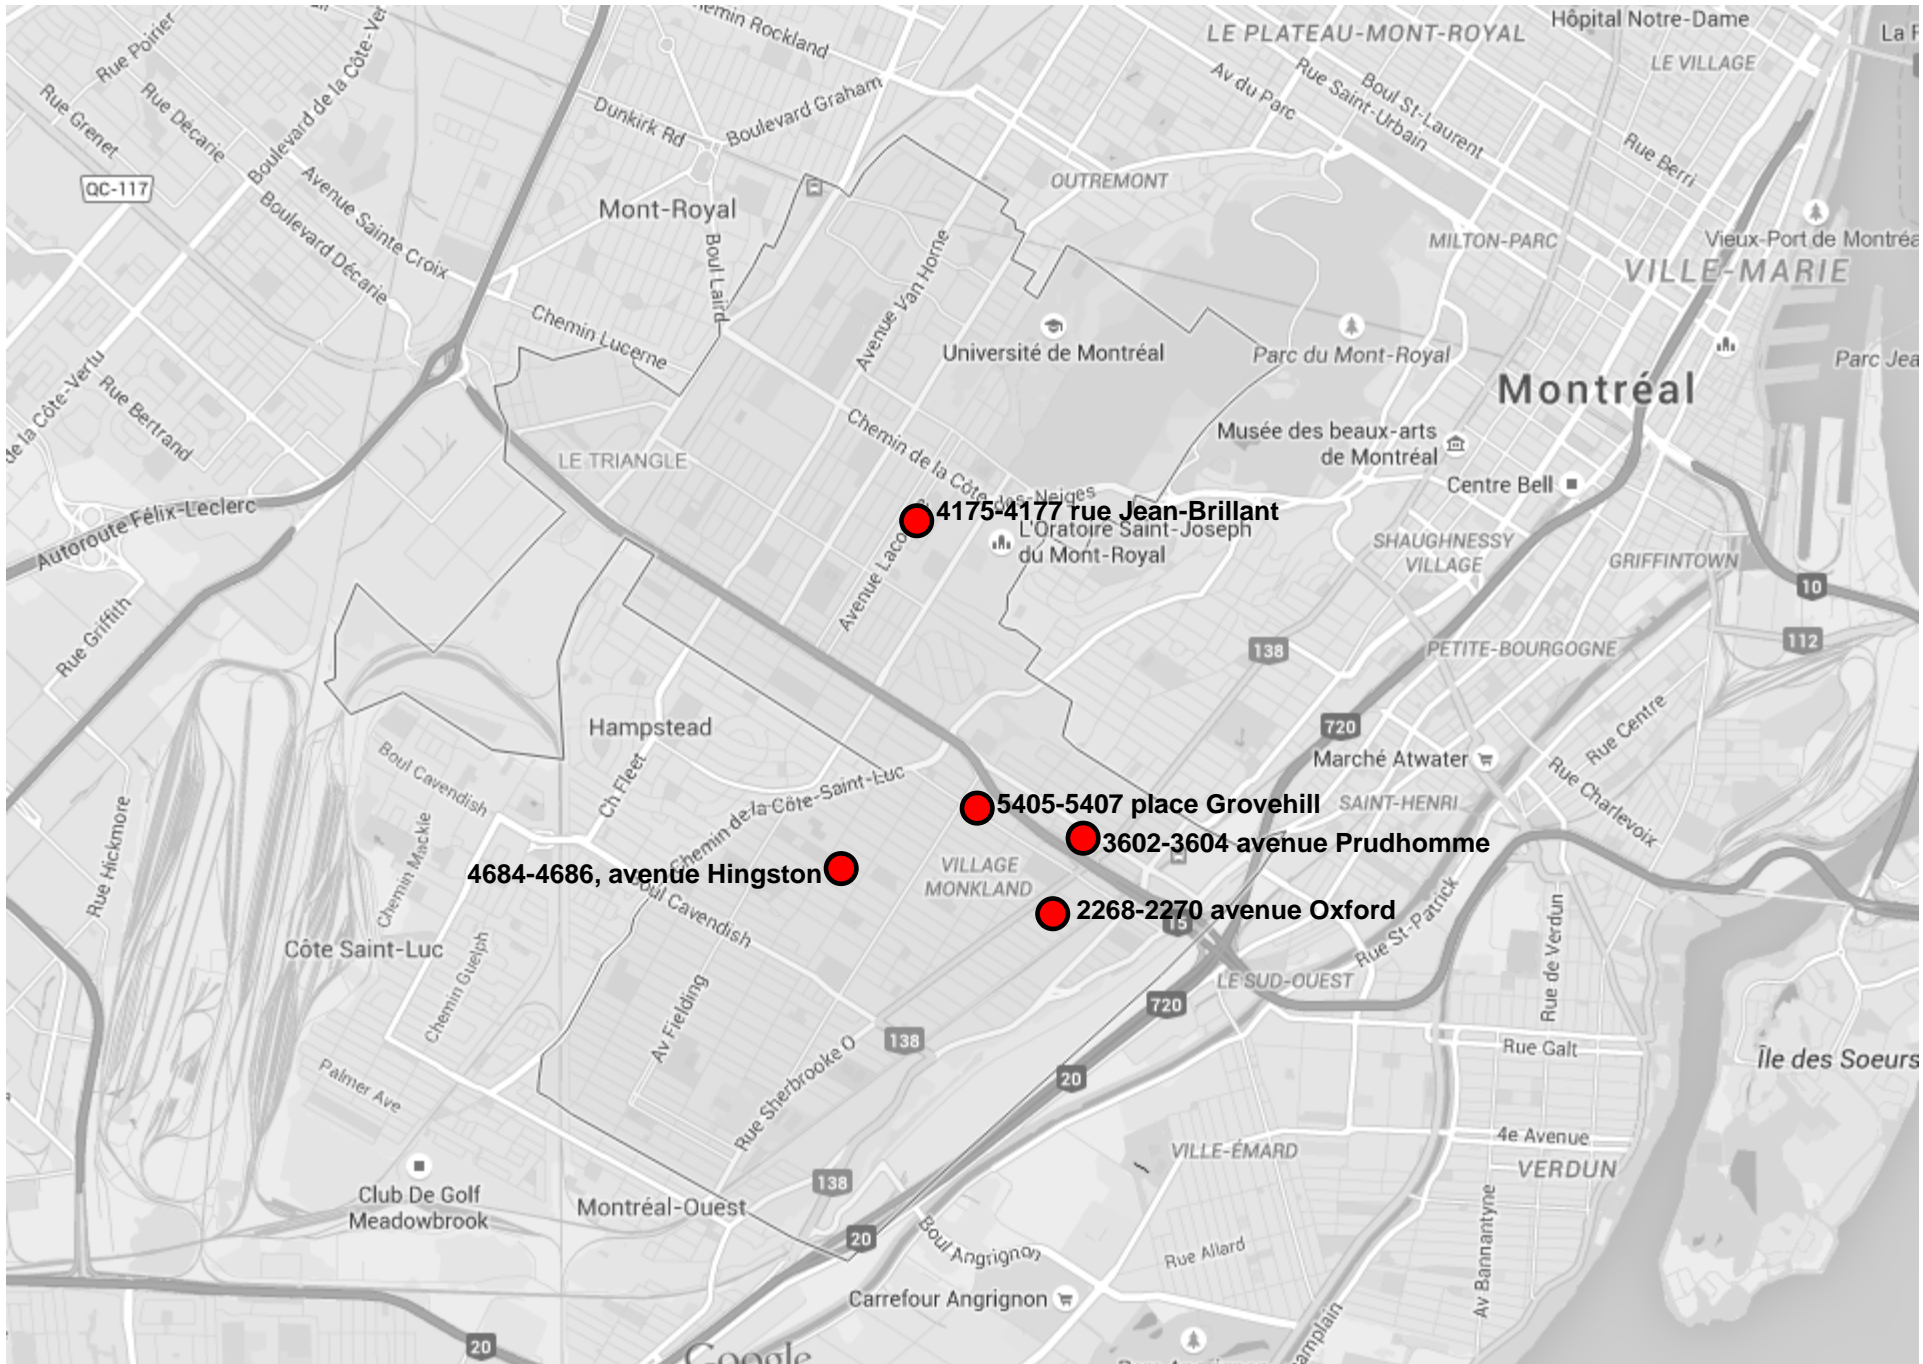 Chemin Rockland
LE PLATEAU-MONT-ROYAL
Hôpital Notre-Dame
LE VILLAGE
Rue Poirier
Rue Grenet
Rue Décarie
Boulevard de la Côte-Ver
Av du Parc
Rue Saint-Urbain
Boul St-Laurent
Rue Berri
Dunkirk Rd
Boulevard Graham
QC-117
Avenue Sainte Croix
Boulevard Décarie
Mont-Royal
Boul Laird
OUTREMONT
MILTON-PARC
Vieux-Port de Montréa
VILLE-MARIE
Avenue Van Horne
Chemin Lucerne
Université de Montréal
Parc du Mont-Royal
Parc Jea
de la Côte-Vertu
Rue Bertrand
Montréal
Musée des beaux-arts
de Montréal
Centre Bell
LE TRIANGLE
Chemin de la Côte-des-Neiges
4175-4177 rue Jean-Brillant
L'Oratoire Saint-Joseph
du Mont-Royal
Autoroute Félix-Leclerc
SHAUGHNESSY
VILLAGE
GRIFFINTOWN
10
112
Avenue Laco
Rue Griffith
138
PETITE-BOURGOGNE
Hampstead
720
Rue Centre
Marché Atwater
Boul Cavendish
Ch Fleet
Chemin de la Côte-Saint-Luc
Rue Charlevoix
5405-5407 place Grovehill
SAINT-HENRI
3602-3604 avenue Prudhomme
Rue Hickmore
Chemin Mackie
4684-4686, avenue Hingston
VILLAGE
MONKLAND
Boul Cavendish
2268-2270 avenue Oxford
15
Rue St-Patrick
Rue de Verdun
Côte Saint-Luc
Chemin Guelph
LE SUD-OUEST
720
Av Fielding
138
Rue Sherbrooke O
Rue Galt
Île des Soeurs
20
Palmer Ave
4e Avenue
VILLE-ÉMARD
VERDUN
Club De Golf
Meadowbrook
138
Montréal-Ouest
20
Boul Angrignon
Rue Allard
Av Bannantyne
Carrefour Angrignon
20
Google